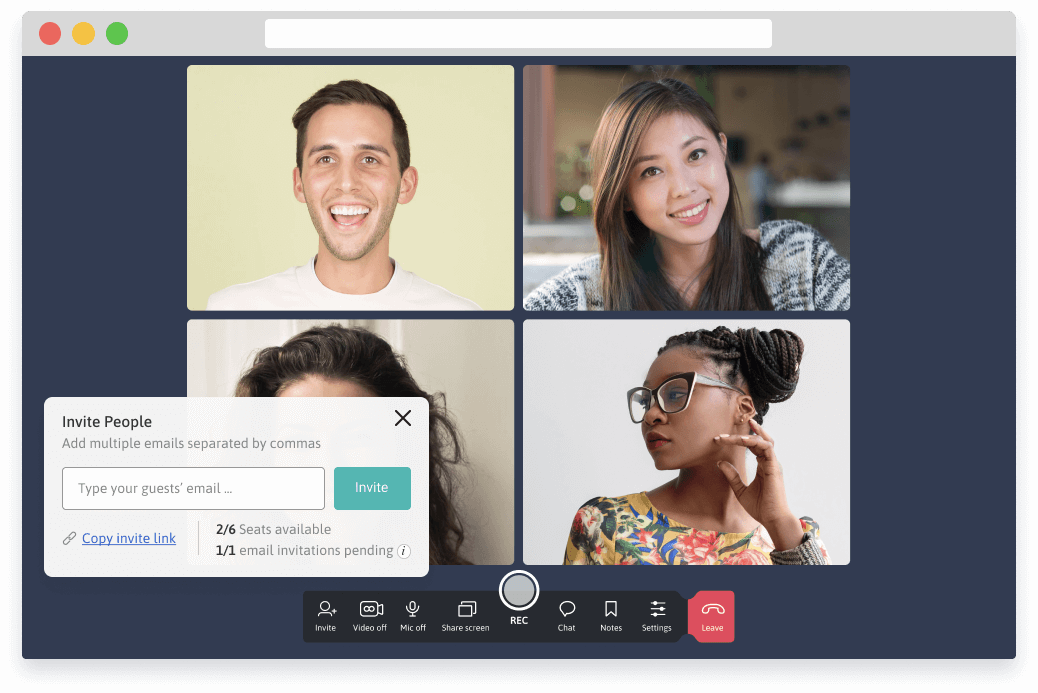 Invite People
Add multiple emails separated by commas
Type your guests’ email ...
Invite
Copy invite link
2/6 Seats available
1/1 email invitations pending i
Invite
Video off
Mic off
Share screen
REC
Chat
Notes
Settings
Leave